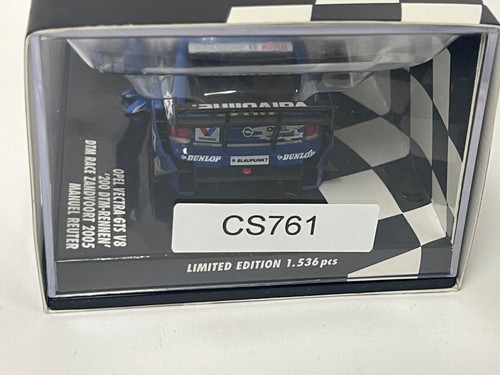 OPEL VECTRA GTS V8
'200 DTM-RENNEN'
DTM RACE ZANDVOORT 2005
MANUEL REUTER
DUNLOP
BLAUPUNKT
DUNLOP
CS761
LIMITED EDITION 1.536 pcs